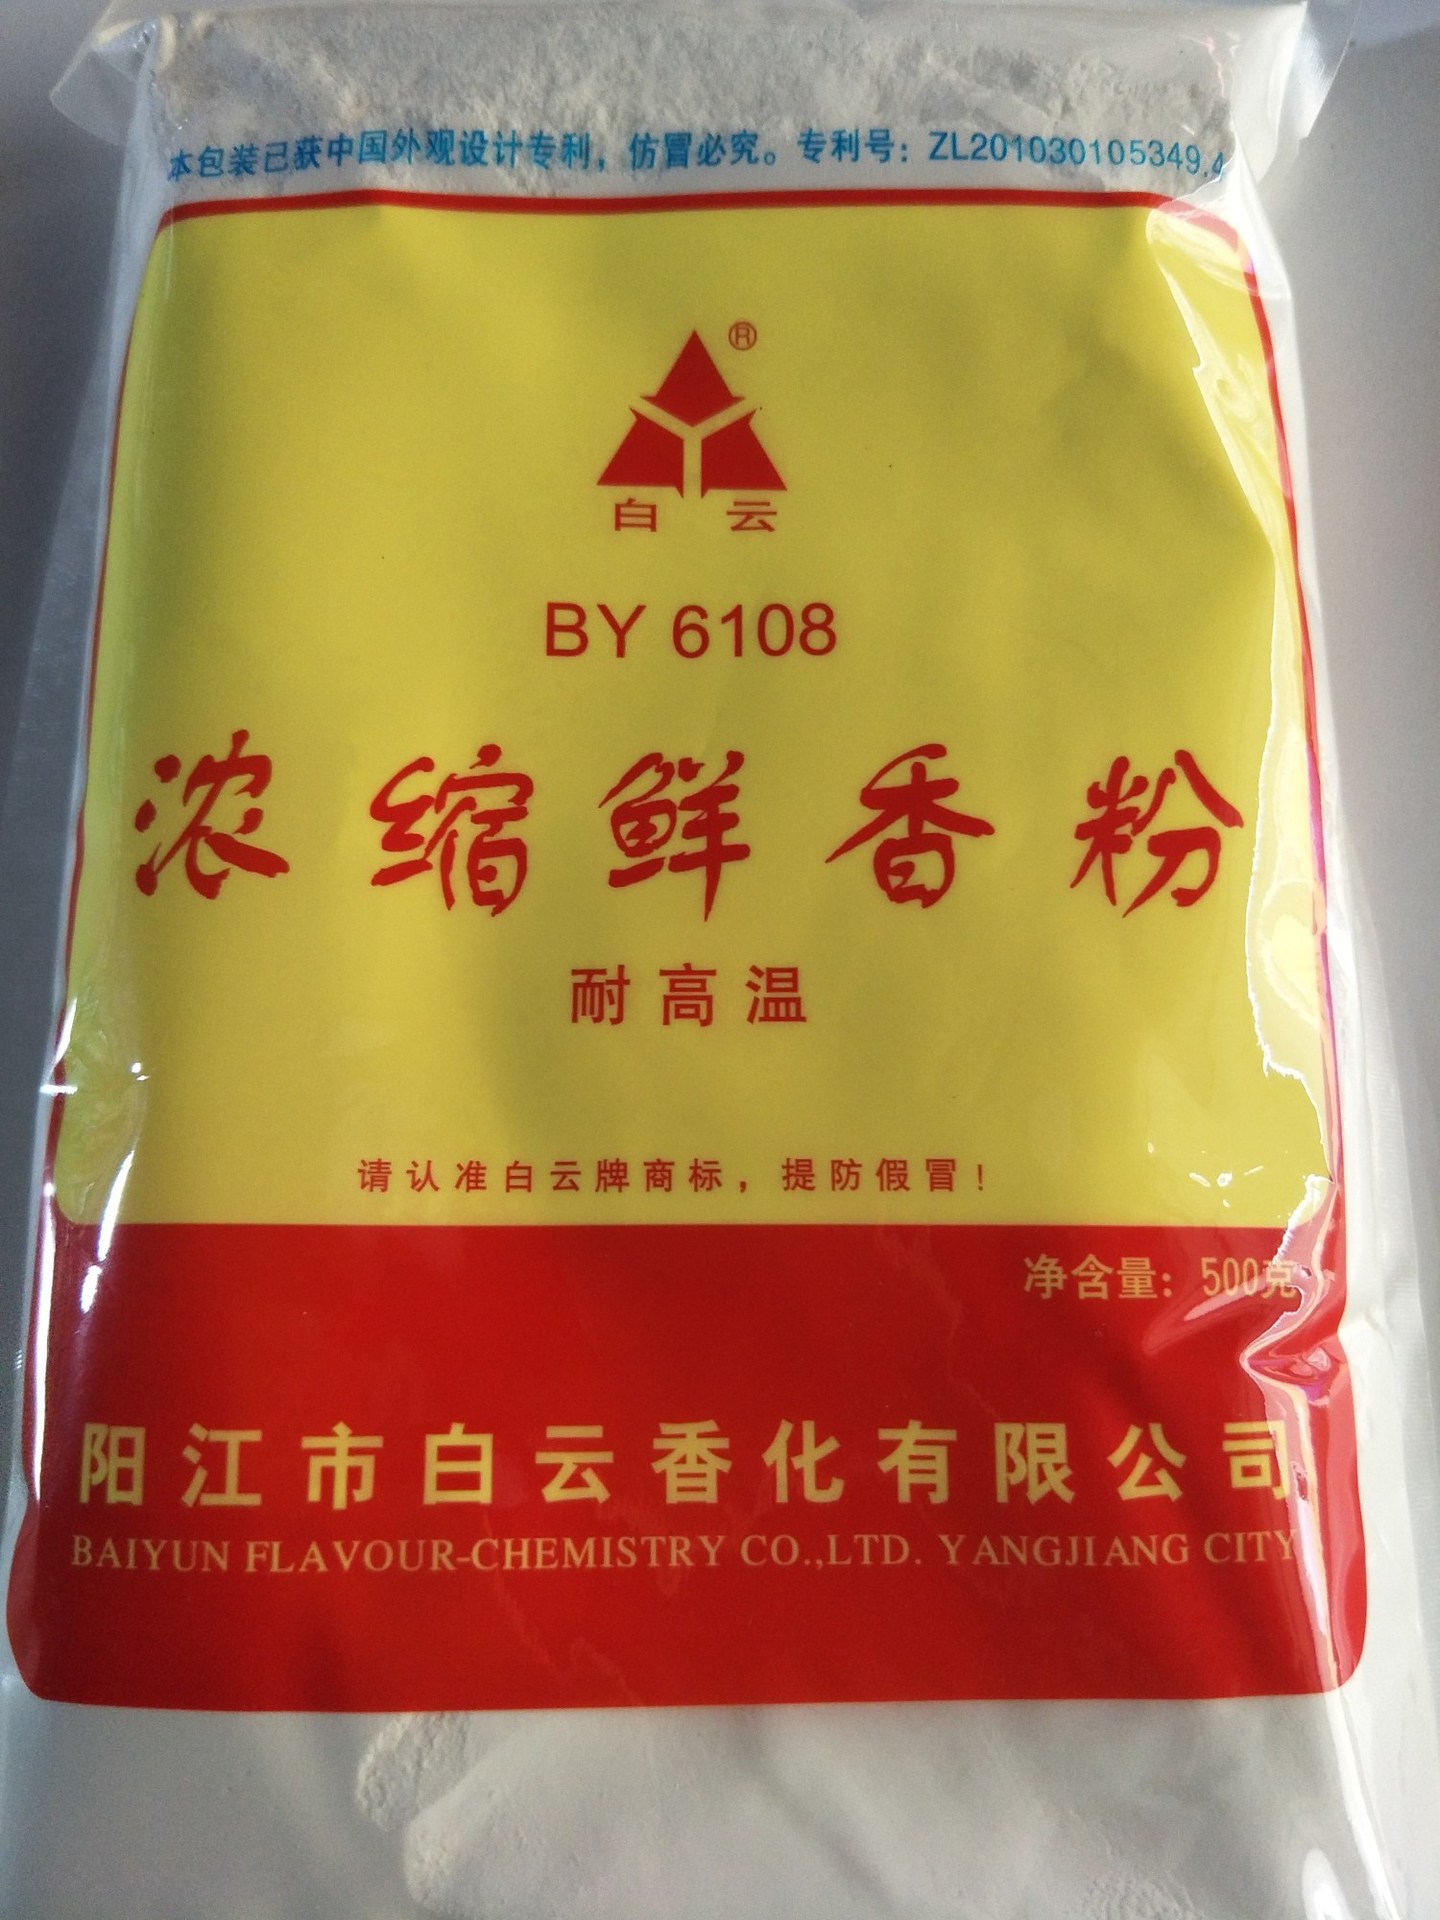 本包装已获中国外观设计专利，仿冒必究。专利号：ZL201030105349.4
®
白云
BY 6108
浓缩鲜香粉
耐高温
请认准白云牌商标，提防假冒！
净含量：500克
阳江市白云香化有限公司
BAIYUN FLAVOUR-CHEMISTRY CO.,LTD. YANGJIANG CITY